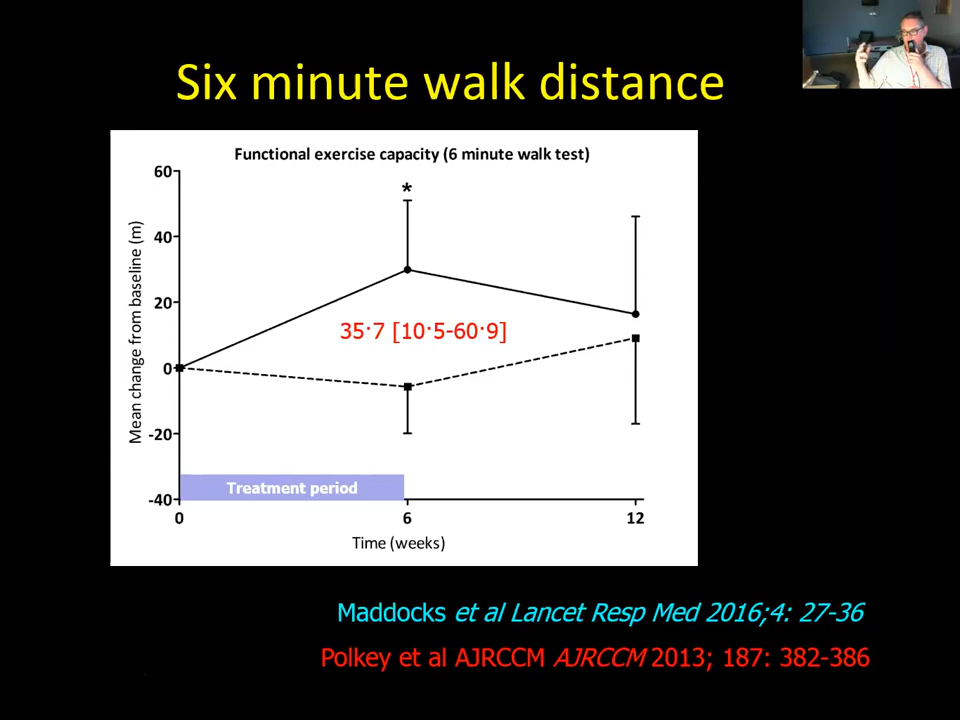 Six minute walk distance
Functional exercise capacity (6 minute walk test)
*
60
40
20
0
-20
-40
Mean change from baseline (m)
35·7 [10·5-60·9]
Treatment period
0 6 12
Time (weeks)
Maddocks et al Lancet Resp Med 2016;4: 27-36
Polkey et al AJRCCM AJRCCM 2013; 187: 382-386